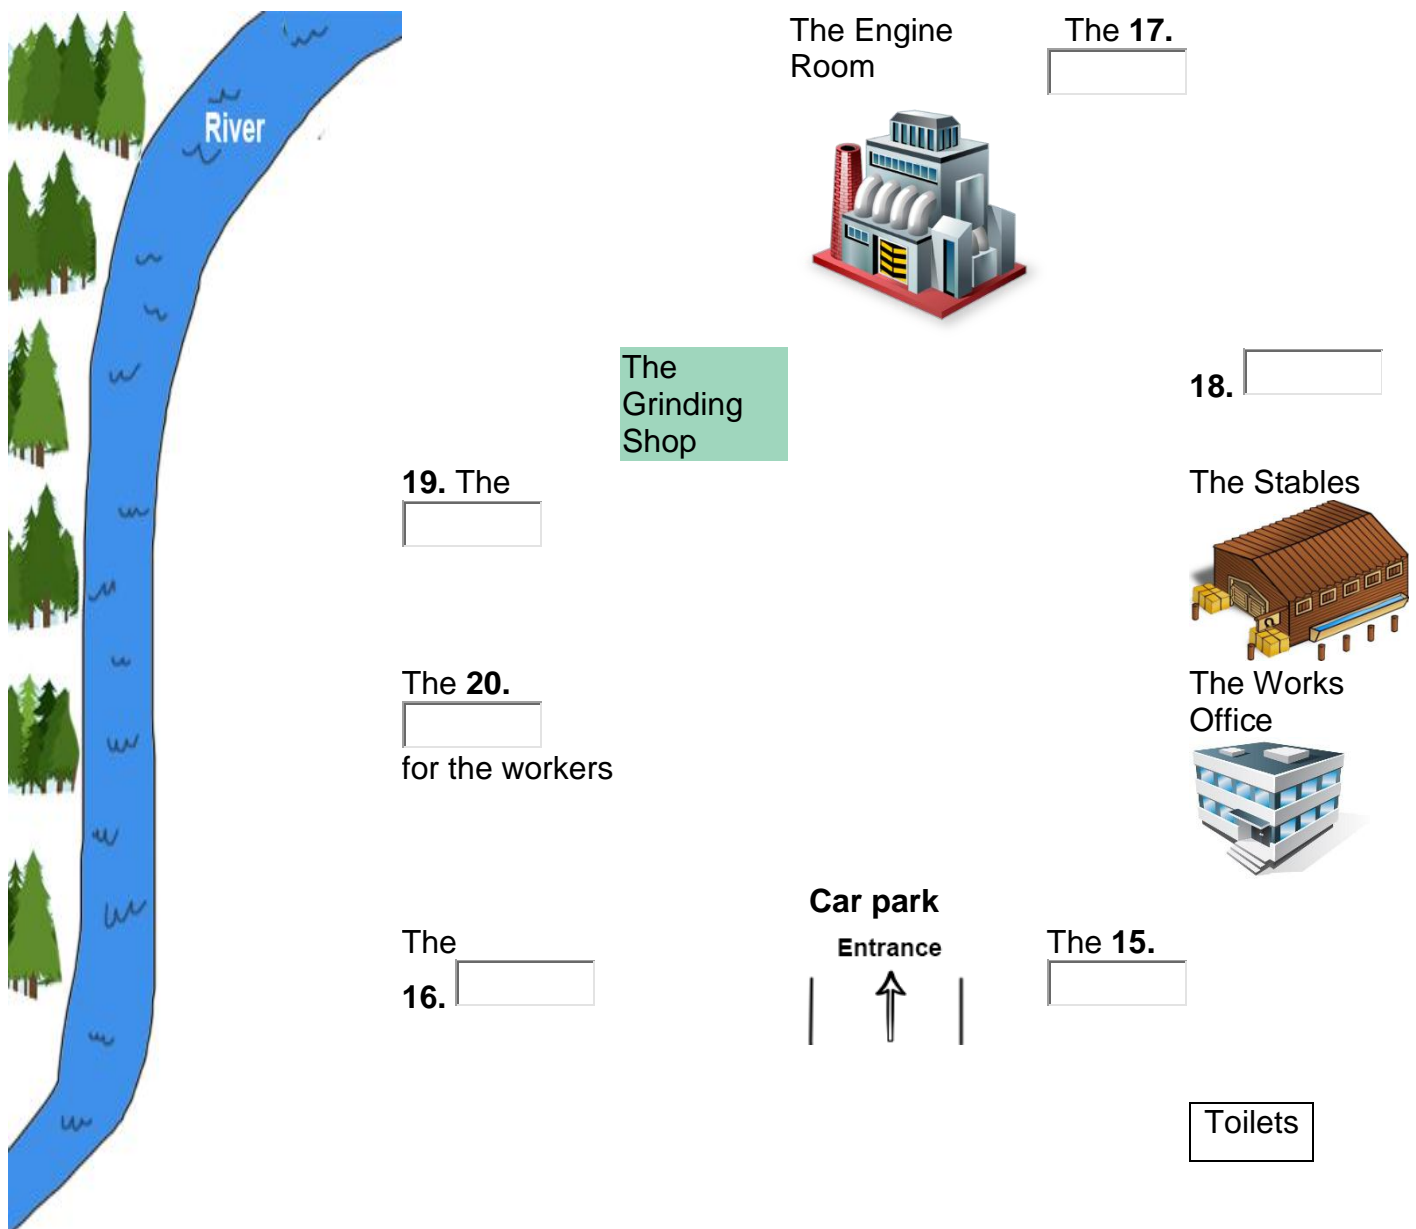 The Engine
Room
The 17.
River
The
Grinding
Shop
18.
19. The
The Stables
The 20.
for the workers
The Works
Office
Car park
Entrance
The
16.
The 15.
Toilets